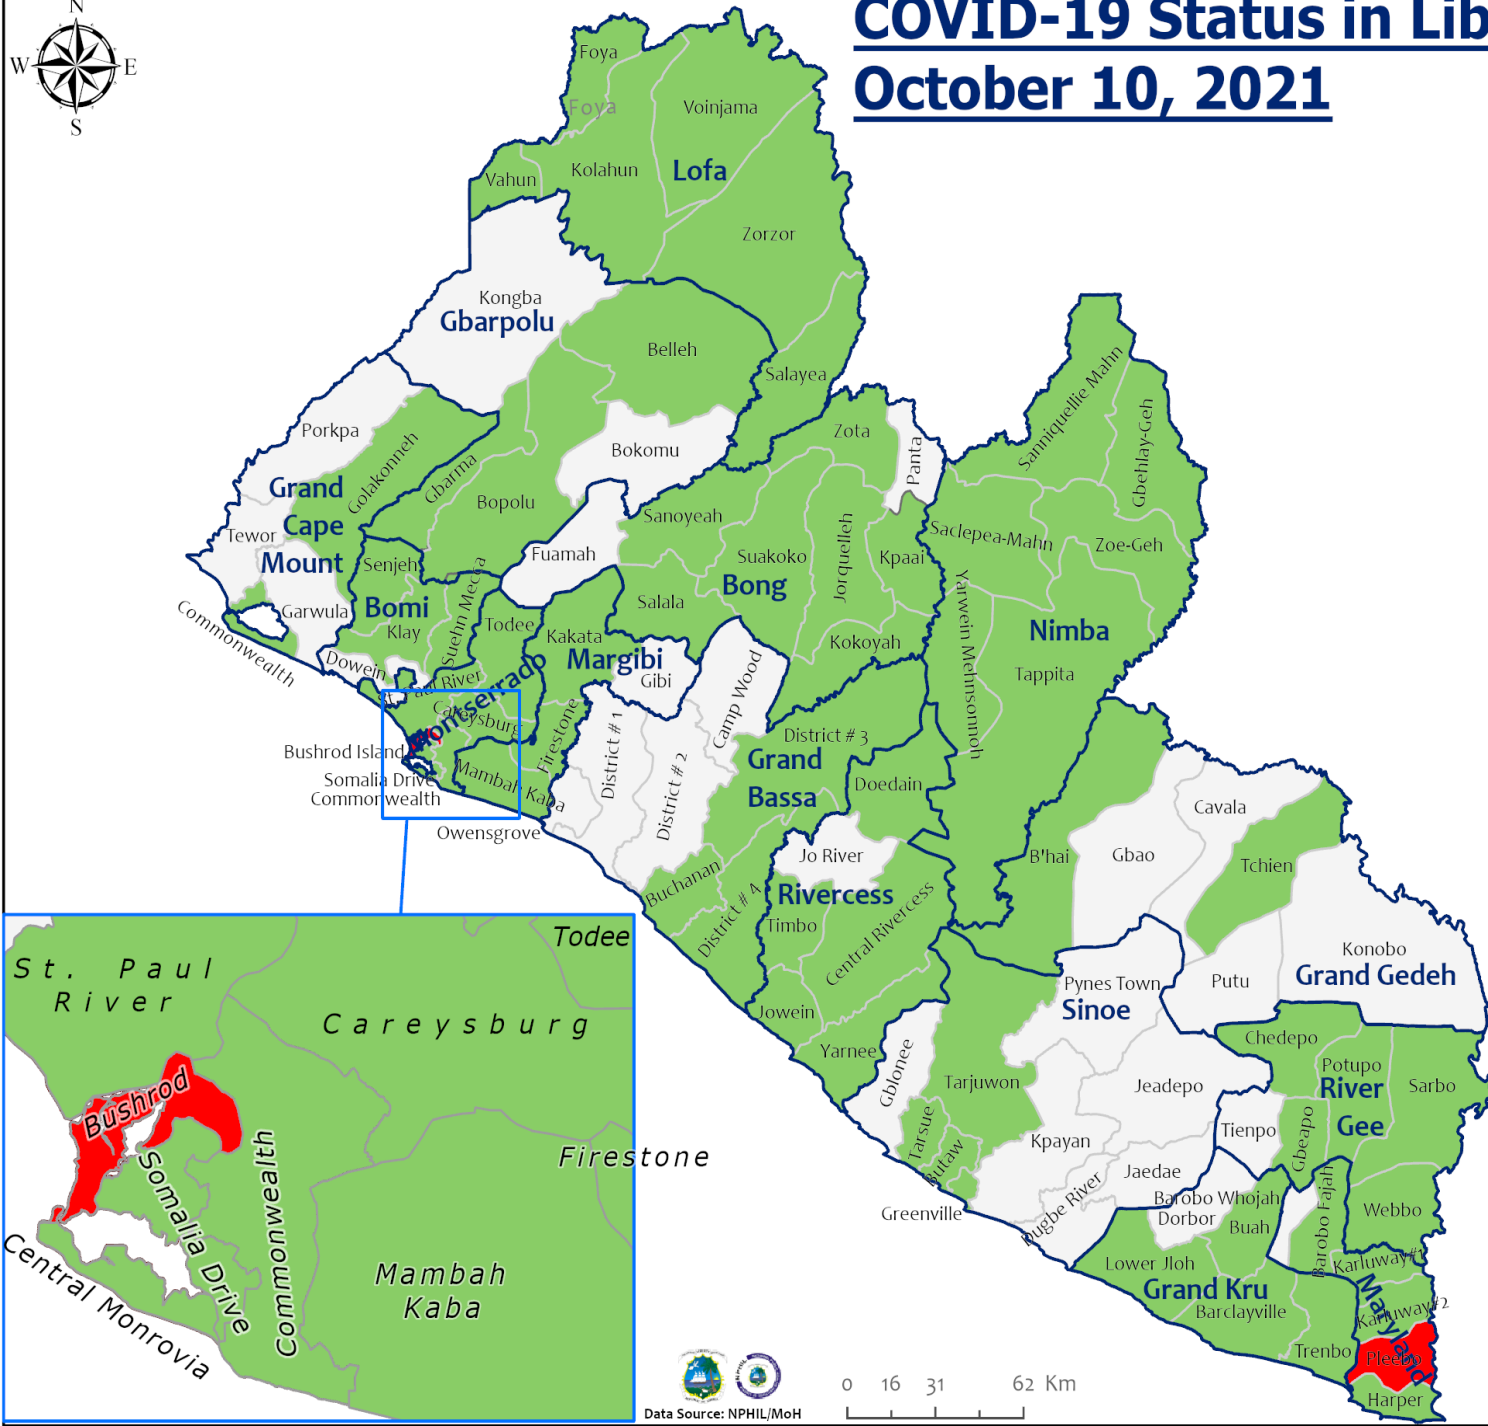 COVID-19 Status in Lib
October 10, 2021
N
W
E
S
Foya
Foya
Voinjama
Kolahun
Lofa
Vahun
Zorzor
Kongba
Gbarpolu
Belleh
Salayea
Porkpa
Golakonneh
Gbarma
Bokomu
Zota
Panta
Sanniquellie Mahn
Gbehlay-Geh
Grand
Cape
Mount
Tewor
Bopolu
Sanoyeah
Suakoko
Jorquelleh
Kpaai
Saclepea-Mahn
Zoe-Geh
Fuamah
Senjeh
Bong
Bomi
Klay
Suehn Mecca
Todee
Salala
Kokoyah
Yarwein Mehnsonnoh
Nimba
Tappita
Garwula
Commonwealth
Dowein
Kakata
Margibi
Gibi
Camp Wood
St. Paul River
Montserrado
Careysburg
Firestone
District # 1
District # 2
District # 3
Grand
Bassa
Doedain
Bushrod Island
Somalia Drive
Commonwealth
Mambah Kaba
Owensgrove
Jo River
B'hai
Gbao
Cavala
Tchien
Buchanan
District # 4
Rivercess
Timbo
Central Rivercess
Konobo
Grand Gedeh
Putu
Pynes Town
Sinoe
Jowein
Yarnee
Gblonee
Tarjuwon
Jeadepo
Chedepo
Potupo
River
Gee
Sarbo
Tarsue
Butaw
Kpayan
Tienpo
Gbeapo
Jaedae
Greenville
Dugbe River
Barobo Whojah
Dorbor
Buah
Barobo Fajah
Webbo
Lower Jloh
Grand Kru
Barclayville
Karluway#1
Karluway#2
Maryland
Trenbo
Pleebo
Harper
Todee
St. Paul
River
Careysburg
Bushrod
Somalia Drive
Commonwealth
Firestone
Central Monrovia
Mambah
Kaba
Data Source: NPHIL/MoH
0 16 31 62 Km